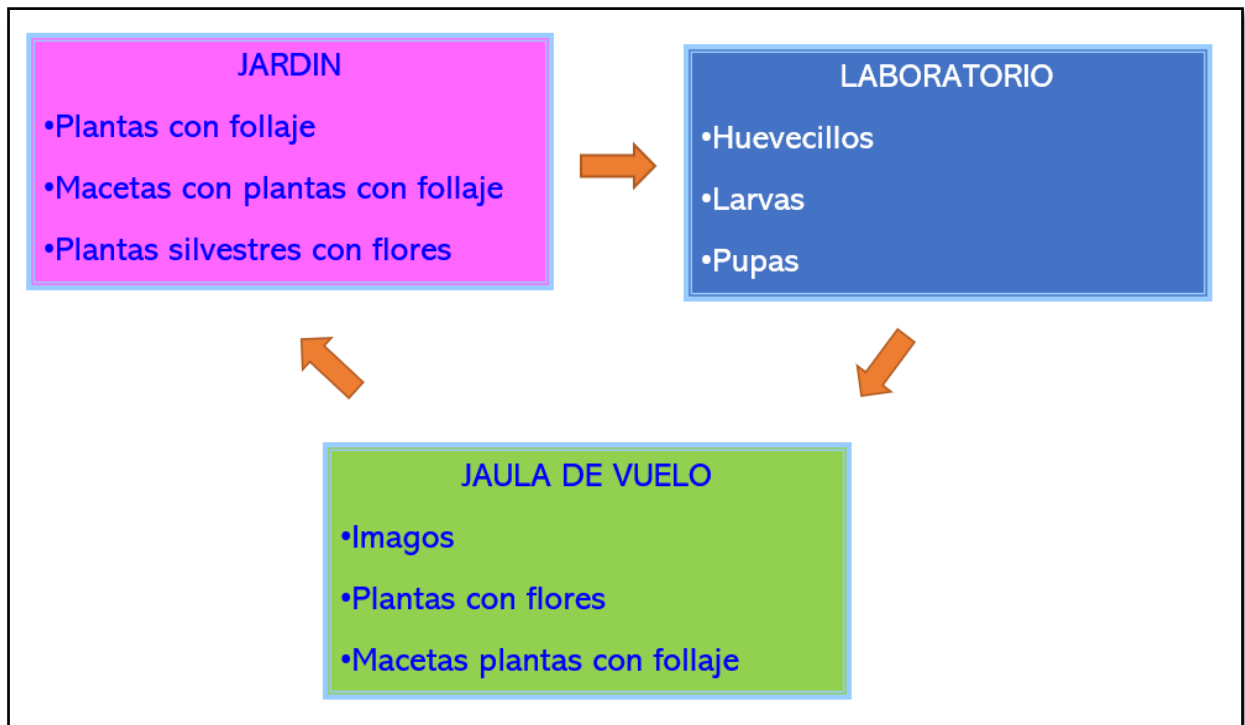 JARDIN
•Plantas con follaje
•Macetas con plantas con follaje
•Plantas silvestres con flores
LABORATORIO
•Huevecillos
•Larvas
•Pupas
JAULA DE VUELO
•Imagos
•Plantas con flores
•Macetas plantas con follaje